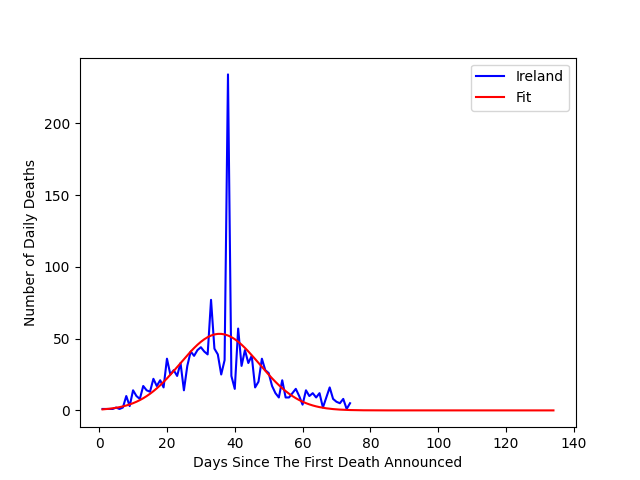 Ireland
Fit
200
150
100
50
0
Number of Daily Deaths
0 20 40 60 80 100 120 140
Days Since The First Death Announced